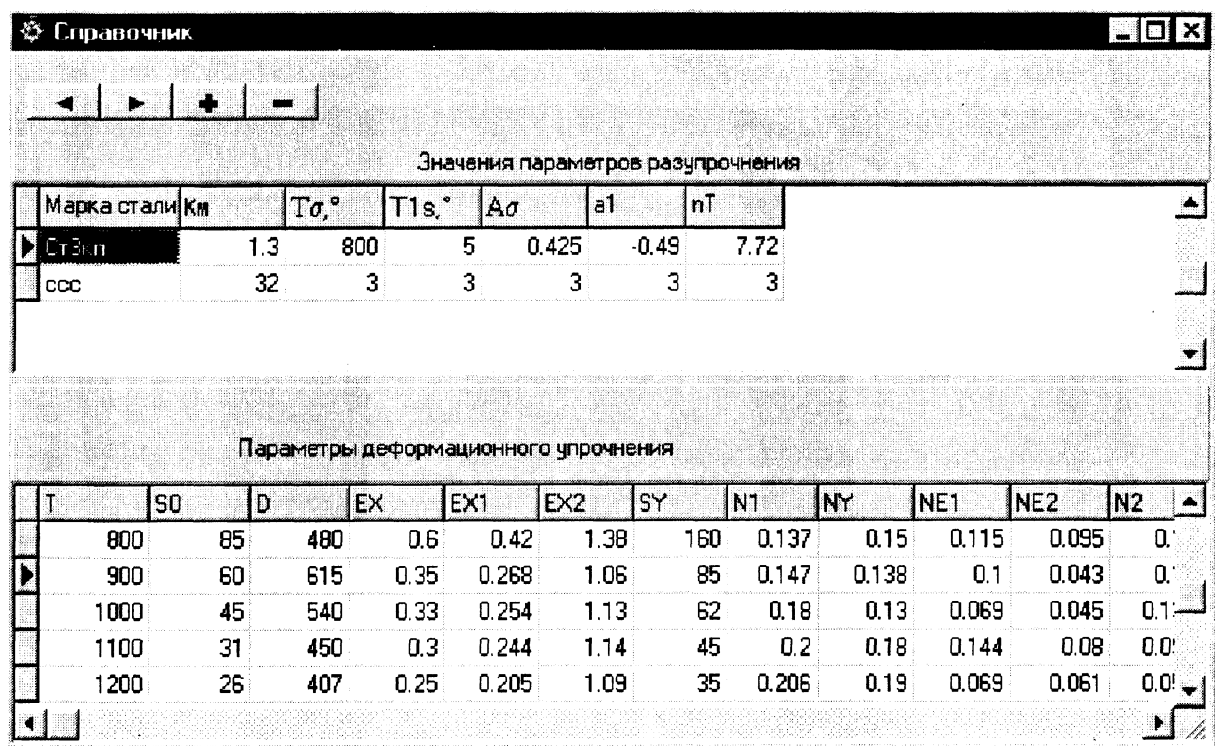 Справочник
Значения параметров разупрочнения
Марка стали Км Tσ,° T1s,° Aσ a1 nT
Ст3кп 1.3 800 5 0.425 -0.49 7.72
ссс 32 3 3 3 3 3
Параметры деформационного упрочнения
T S0 D EX EX1 EX2 SY N1 NY NE1 NE2 N2
800 85 480 0.6 0.42 1.38 160 0.137 0.15 0.115 0.095
900 60 615 0.35 0.268 1.06 85 0.147 0.138 0.1 0.043
1000 45 540 0.33 0.254 1.13 62 0.18 0.13 0.069 0.045
1100 31 450 0.3 0.244 1.14 45 0.2 0.18 0.144 0.08
1200 26 407 0.25 0.205 1.09 35 0.206 0.19 0.069 0.061